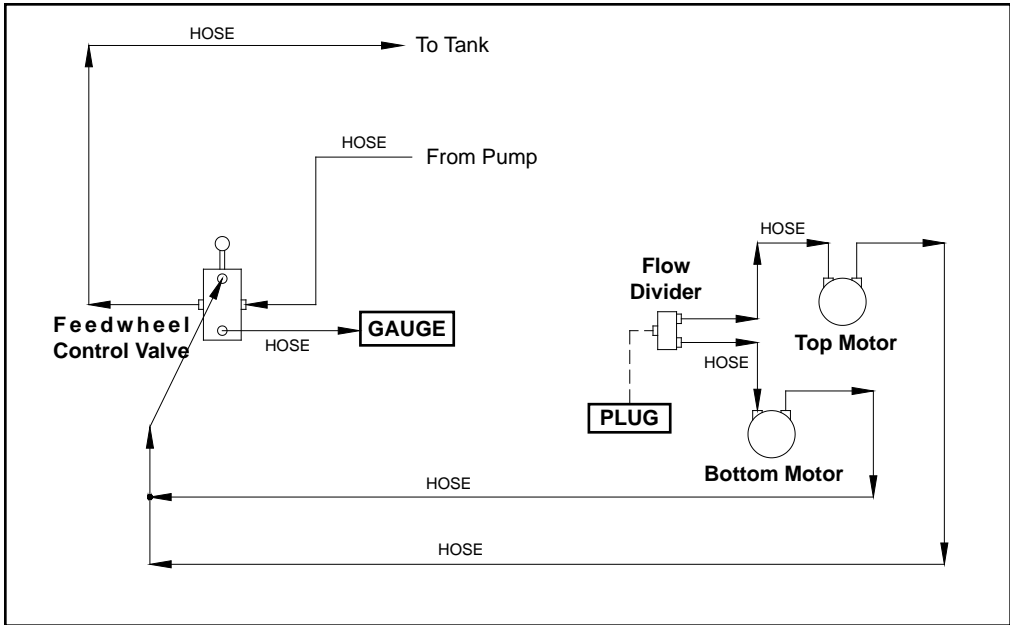 HOSE
To Tank
HOSE
From Pump
HOSE
Flow
Divider
Feedwheel
Control Valve
HOSE
GAUGE
HOSE
Top Motor
PLUG
Bottom Motor
HOSE
HOSE